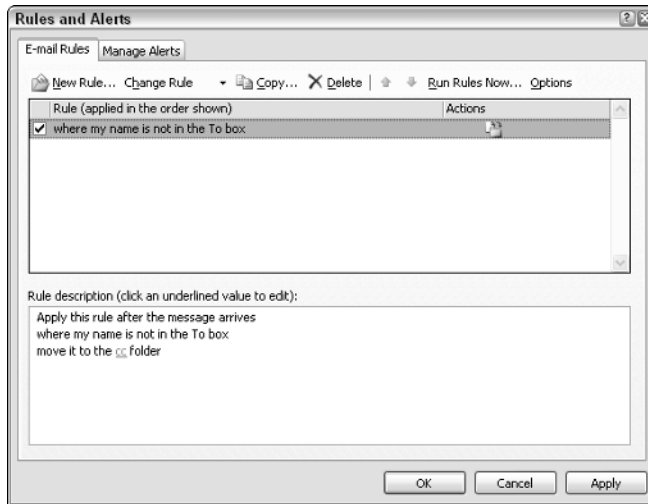 Rules and Alerts
E-mail Rules Manage Alerts
New Rule... Change Rule Copy... Delete Run Rules Now... Options
Rule (applied in the order shown) Actions
where my name is not in the To box
Rule description (click an underlined value to edit):
Apply this rule after the message arrives
where my name is not in the To box
move it to the cc folder
OK Cancel Apply